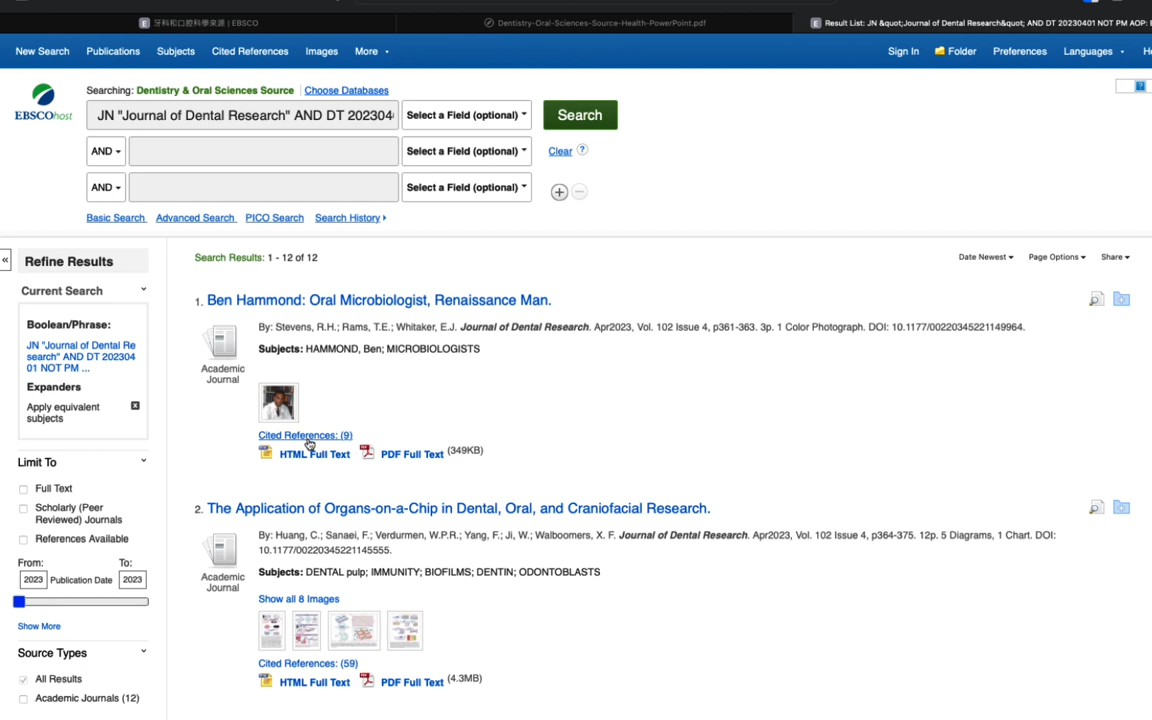 牙科和口腔科學來源 | EBSCO
Dentistry-Oral-Sciences-Source-Health-PowerPoint.pdf
Result List: JN &quot;Journal of Dental Research&quot; AND DT 20230401 NOT PM AOP:
New Search Publications Subjects Cited References Images More
Sign In Folder Preferences Languages
EBSCOhost
Searching: Dentistry & Oral Sciences Source Choose Databases
JN "Journal of Dental Research" AND DT 202304 Select a Field (optional) Search
AND Select a Field (optional) Clear ?
AND Select a Field (optional)
Basic Search Advanced Search PICO Search Search History
« Refine Results
Current Search
Boolean/Phrase:
JN "Journal of Dental Re
search" AND DT 202304
01 NOT PM ...
Expanders
Apply equivalent
subjects
Limit To
Full Text
Scholarly (Peer
Reviewed) Journals
References Available
From: To:
2023 Publication Date 2023
Show More
Source Types
All Results
Academic Journals (12)
Search Results: 1 - 12 of 12
Date Newest Page Options Share
1. Ben Hammond: Oral Microbiologist, Renaissance Man.
By: Stevens, R.H.; Rams, T.E.; Whitaker, E.J. Journal of Dental Research. Apr2023, Vol. 102 Issue 4, p361-363. 3p. 1 Color Photograph. DOI: 10.1177/00220345221149964.
Subjects: HAMMOND, Ben; MICROBIOLOGISTS
Academic
Journal
Cited References: (9)
HTML Full Text PDF Full Text (349KB)
2. The Application of Organs-on-a-Chip in Dental, Oral, and Craniofacial Research.
By: Huang, C.; Sanaei, F.; Verdurmen, W.P.R.; Yang, F.; Ji, W.; Walboomers, X. F. Journal of Dental Research. Apr2023, Vol. 102 Issue 4, p364-375. 12p. 5 Diagrams, 1 Chart. DOI:
10.1177/00220345221145555.
Subjects: DENTAL pulp; IMMUNITY; BIOFILMS; DENTIN; ODONTOBLASTS
Academic
Journal
Show all 8 Images
Cited References: (59)
HTML Full Text PDF Full Text (4.3MB)